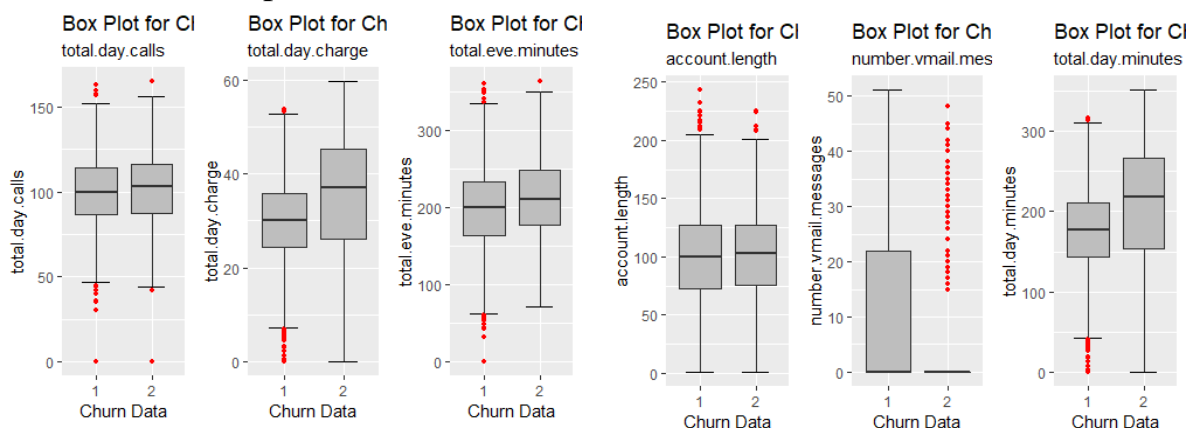 Box Plot for Cl
total.day.calls
total.day.calls
150
100
50
0
1 2
Churn Data
Box Plot for Ch
total.day.charge
total.day.charge
60
40
20
0
1 2
Churn Data
Box Plot for Cl
total.eve.minutes
total.eve.minutes
300
200
100
0
1 2
Churn Data
Box Plot for Cl
account.length
account.length
250
200
150
100
50
0
1 2
Churn Data
Box Plot for Ch
number.vmail.mes
number.vmail.messages
50
40
30
20
10
0
1 2
Churn Data
Box Plot for Ch
total.day.minutes
total.day.minutes
300
200
100
0
1 2
Churn Data